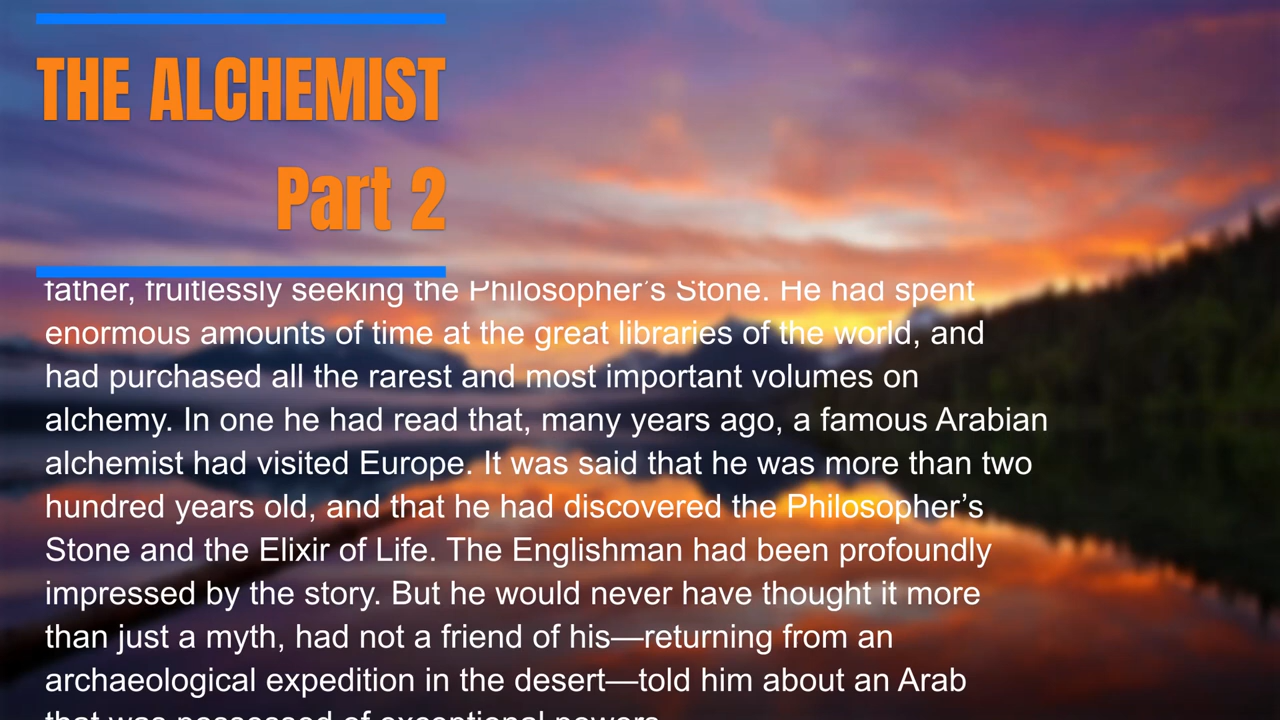 THE ALCHEMIST
Part 2
father, fruitlessly seeking the Philosopher’s Stone. He had spent
enormous amounts of time at the great libraries of the world, and
had purchased all the rarest and most important volumes on
alchemy. In one he had read that, many years ago, a famous Arabian
alchemist had visited Europe. It was said that he was more than two
hundred years old, and that he had discovered the Philosopher’s
Stone and the Elixir of Life. The Englishman had been profoundly
impressed by the story. But he would never have thought it more
than just a myth, had not a friend of his—returning from an
archaeological expedition in the desert—told him about an Arab
that was possessed of exceptional powers.